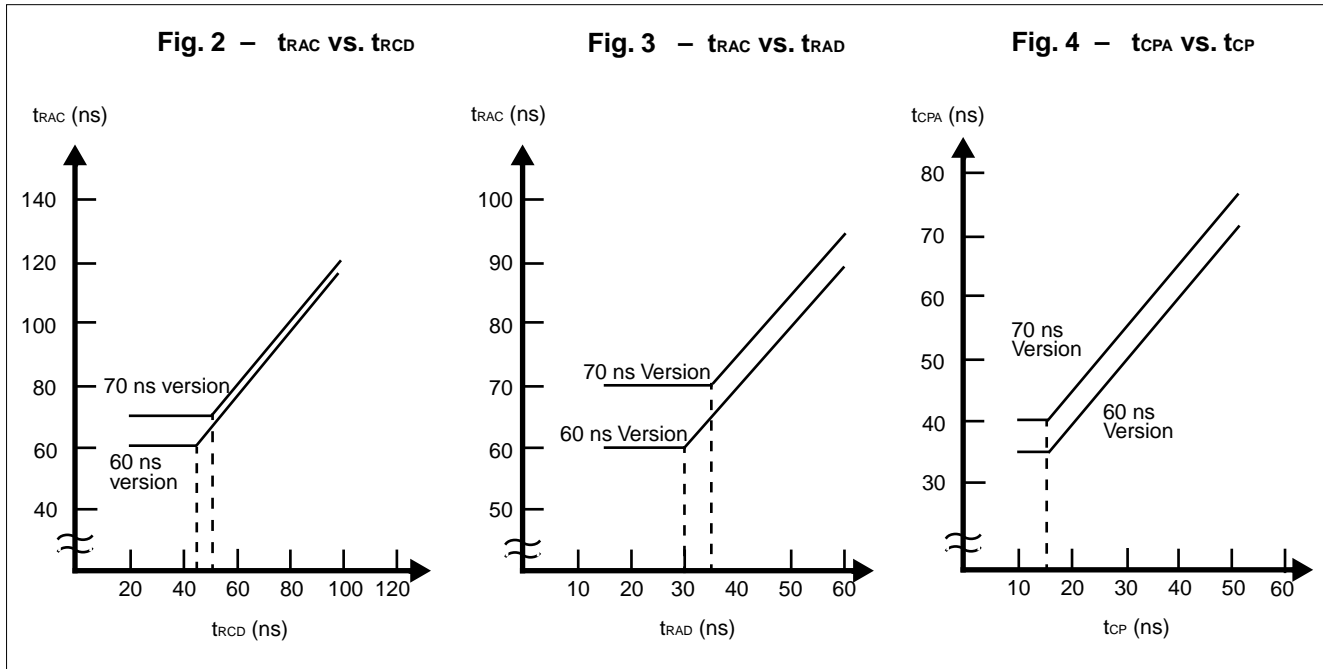 Fig. 2 – tRAC vs. tRCD
tRAC (ns)
140
120
100
80
60
40
70 ns version
60 ns
version
20 40 60 80 100 120
tRCD (ns)
Fig. 3 – tRAC vs. tRAD
tRAC (ns)
100
90
80
70
60
50
70 ns Version
60 ns Version
10 20 30 40 50 60
tRAD (ns)
Fig. 4 – tCPA vs. tCP
tCPA (ns)
80
70
60
50
40
30
70 ns
Version
60 ns
Version
10 20 30 40 50 60
tCP (ns)